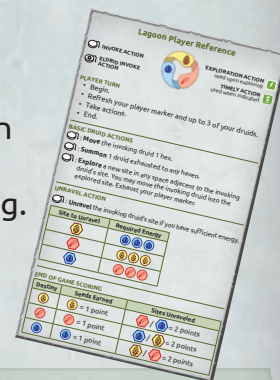 n
g.
Lagoon Player Reference
INVOKE ACTION
ELDRID INVOKE
ACTION
EXPLORATION ACTION
used upon exploring
TIMELY ACTION
used when indicated
PLAYER TURN
• Begin.
• Refresh your player marker and up to 3 of your druids.
• Take actions.
• End.
BASIC DRUID ACTIONS
: Move the invoking druid 1 hex.
: Summon 1 druid exhausted to any haven.
: Explore a new site in any space adjacent to the invoking
druid's site. You may move the invoking druid into the
explored site. Exhaust your player marker.
UNRAVEL ACTION
: Unravel the invoking druid's site if you have sufficient energy.
Site to Unravel Required Energy
END OF GAME SCORING
Destiny Seeds Earned Sites Unraveled
= 1 point / = 2 points
= 1 point / = 2 points
= 1 point / = 2 points